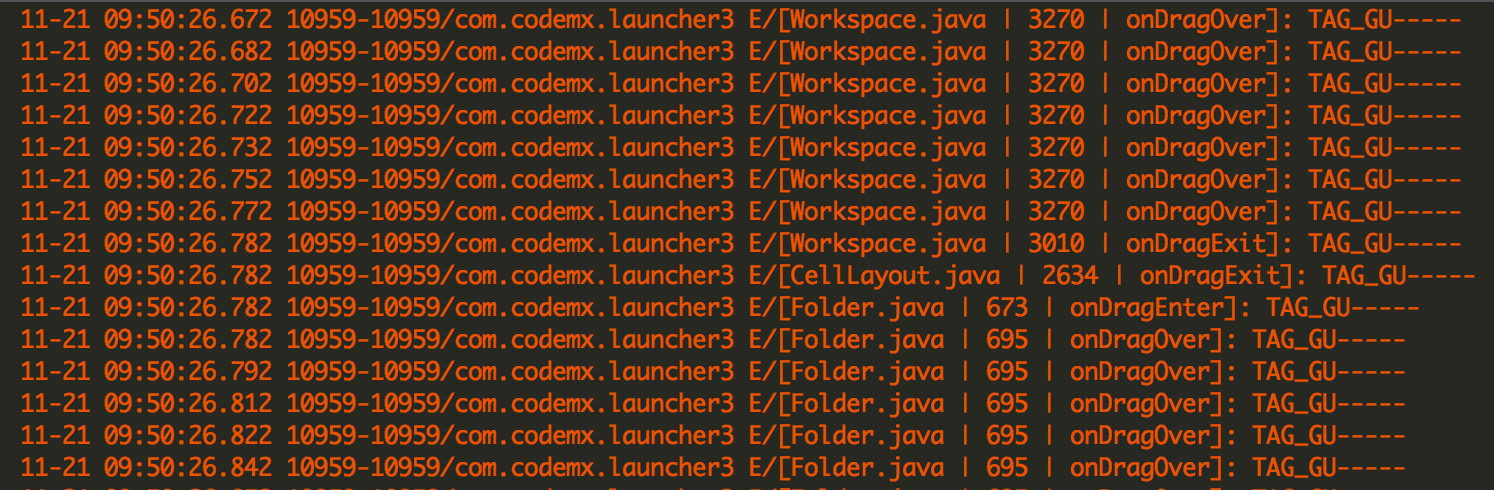 11-21 09:50:26.672 10959-10959/com.codemx.launcher3 E/[Workspace.java | 3270 | onDragOver]: TAG_GU-----
11-21 09:50:26.682 10959-10959/com.codemx.launcher3 E/[Workspace.java | 3270 | onDragOver]: TAG_GU-----
11-21 09:50:26.702 10959-10959/com.codemx.launcher3 E/[Workspace.java | 3270 | onDragOver]: TAG_GU-----
11-21 09:50:26.722 10959-10959/com.codemx.launcher3 E/[Workspace.java | 3270 | onDragOver]: TAG_GU-----
11-21 09:50:26.732 10959-10959/com.codemx.launcher3 E/[Workspace.java | 3270 | onDragOver]: TAG_GU-----
11-21 09:50:26.752 10959-10959/com.codemx.launcher3 E/[Workspace.java | 3270 | onDragOver]: TAG_GU-----
11-21 09:50:26.772 10959-10959/com.codemx.launcher3 E/[Workspace.java | 3270 | onDragOver]: TAG_GU-----
11-21 09:50:26.782 10959-10959/com.codemx.launcher3 E/[Workspace.java | 3010 | onDragExit]: TAG_GU-----
11-21 09:50:26.782 10959-10959/com.codemx.launcher3 E/[CellLayout.java | 2634 | onDragExit]: TAG_GU-----
11-21 09:50:26.782 10959-10959/com.codemx.launcher3 E/[Folder.java | 673 | onDragEnter]: TAG_GU-----
11-21 09:50:26.782 10959-10959/com.codemx.launcher3 E/[Folder.java | 695 | onDragOver]: TAG_GU-----
11-21 09:50:26.792 10959-10959/com.codemx.launcher3 E/[Folder.java | 695 | onDragOver]: TAG_GU-----
11-21 09:50:26.812 10959-10959/com.codemx.launcher3 E/[Folder.java | 695 | onDragOver]: TAG_GU-----
11-21 09:50:26.822 10959-10959/com.codemx.launcher3 E/[Folder.java | 695 | onDragOver]: TAG_GU-----
11-21 09:50:26.842 10959-10959/com.codemx.launcher3 E/[Folder.java | 695 | onDragOver]: TAG_GU-----